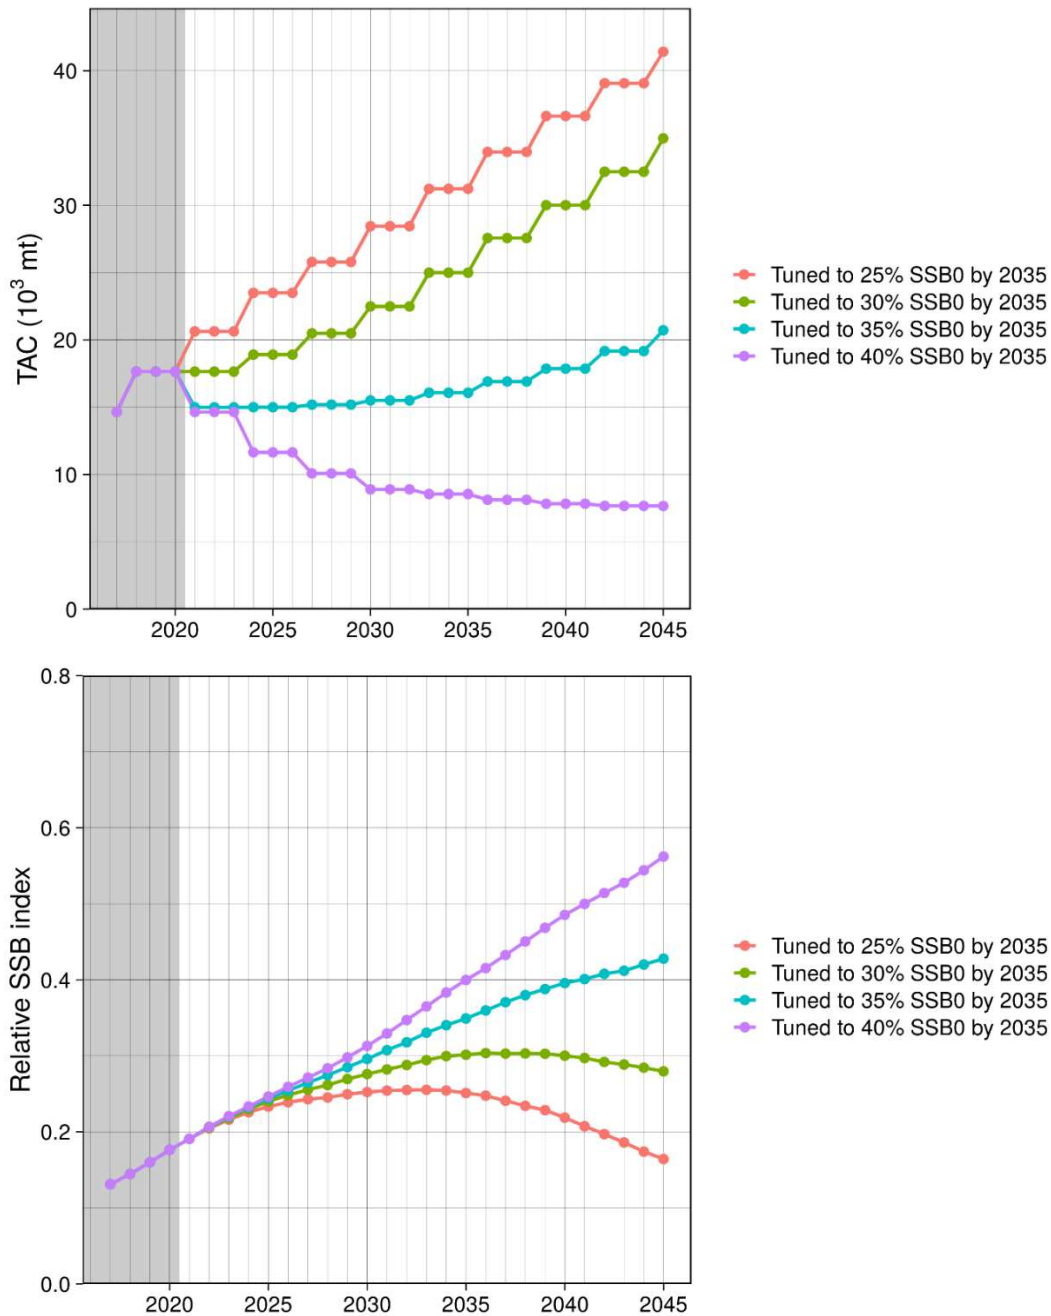 TAC (10³ mt)
40
30
20
10
0
2020 2025 2030 2035 2040 2045
Tuned to 25% SSB0 by 2035
Tuned to 30% SSB0 by 2035
Tuned to 35% SSB0 by 2035
Tuned to 40% SSB0 by 2035
Relative SSB index
0.8
0.6
0.4
0.2
0.0
2020 2025 2030 2035 2040 2045
Tuned to 25% SSB0 by 2035
Tuned to 30% SSB0 by 2035
Tuned to 35% SSB0 by 2035
Tuned to 40% SSB0 by 2035